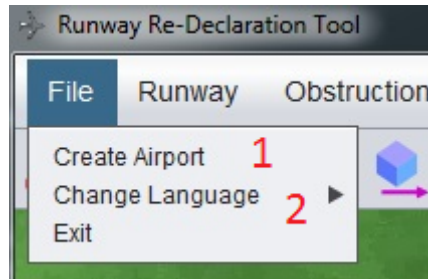 Runway Re-Declaration Tool
File Runway Obstruction
Create Airport 1
Change Language 2
Exit